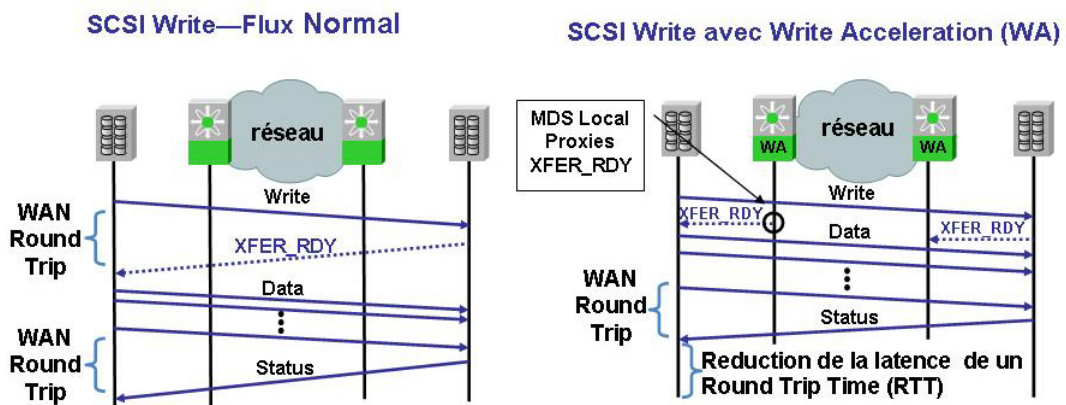 SCSI Write—Flux Normal
réseau
Write
WAN
Round
Trip
XFER_RDY
Data
WAN
Round
Trip
Status
SCSI Write avec Write Acceleration (WA)
MDS Local
Proxies
XFER_RDY
WA
réseau
WA
Write
XFER_RDY
Data
XFER_RDY
WAN
Round
Trip
Status
Reduction de la latence de un
Round Trip Time (RTT)